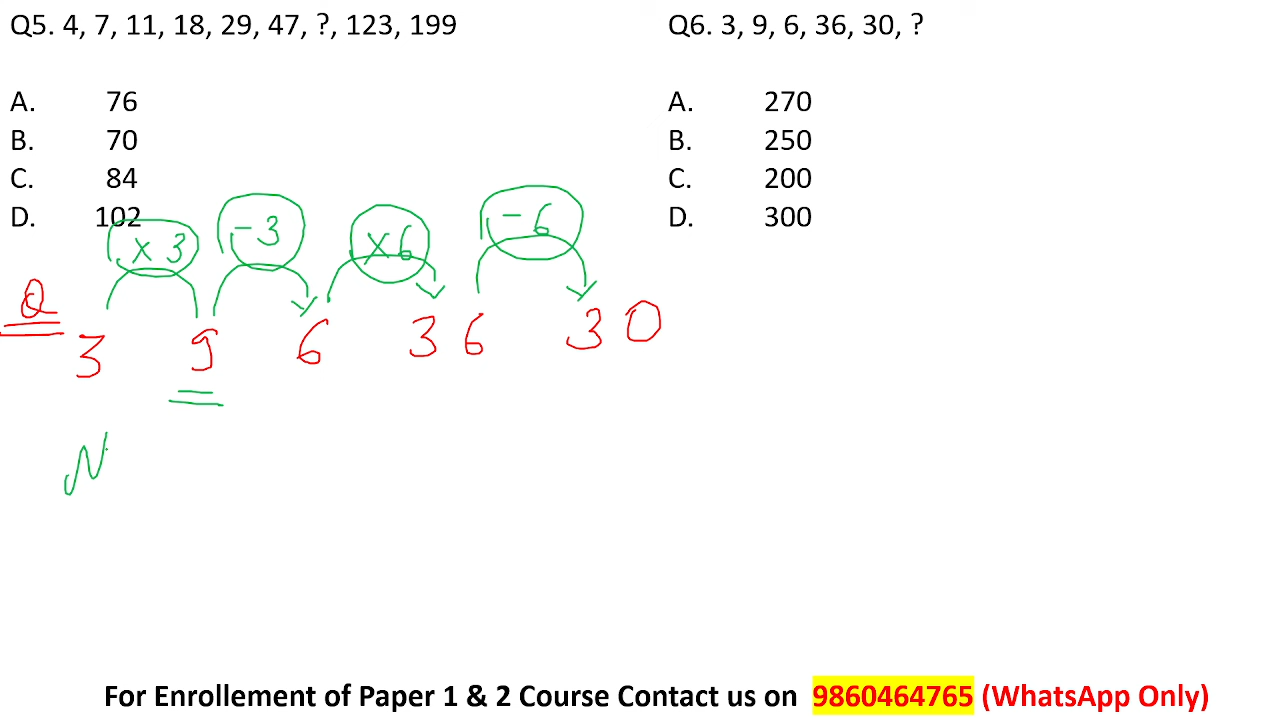 Q5. 4, 7, 11, 18, 29, 47, ?, 123, 199
A. 76
B. 70
C. 84
D. 102
Q6. 3, 9, 6, 36, 30, ?
A. 270
B. 250
C. 200
D. 300
×3 -3 ×6 -6
Q
3 9 6 36 30
N
For Enrollement of Paper 1 & 2 Course Contact us on 9860464765 (WhatsApp Only)